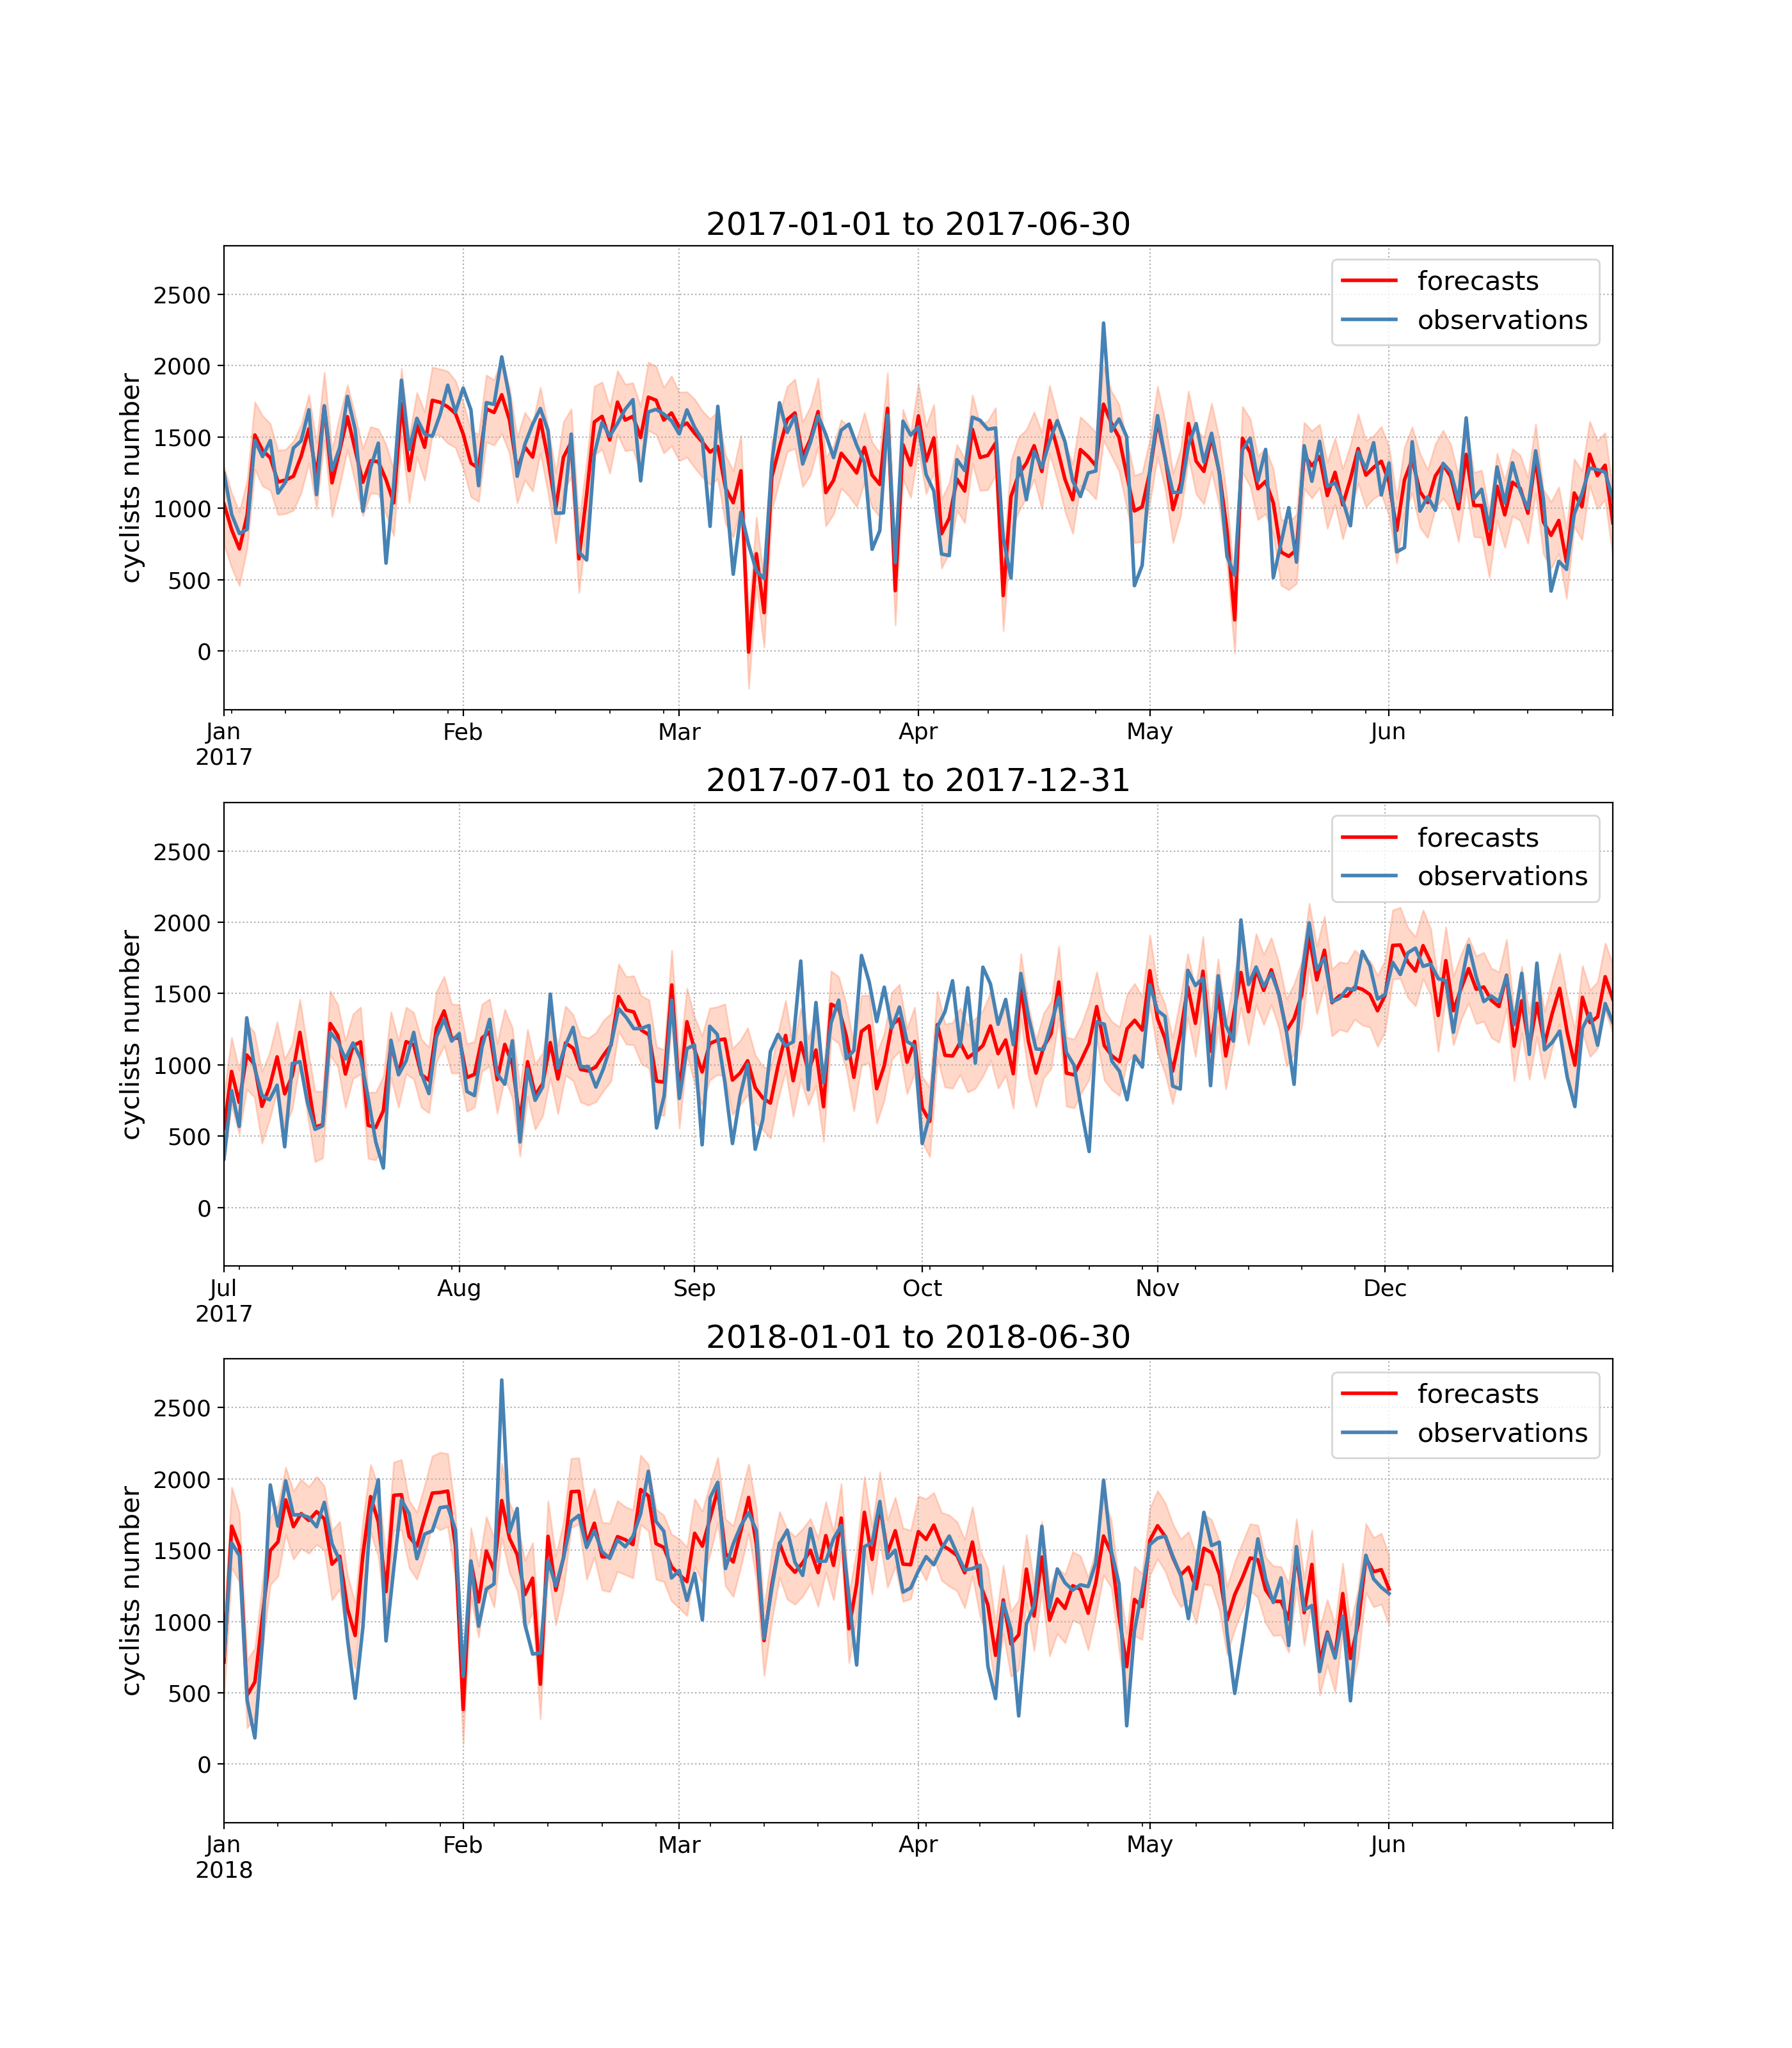 2017-01-01 to 2017-06-30
cyclists number
2500
2000
1500
1000
500
0
forecasts
observations
Jan Feb Mar Apr May Jun
2017
2017-07-01 to 2017-12-31
cyclists number
2500
2000
1500
1000
500
0
forecasts
observations
Jul Aug Sep Oct Nov Dec
2017
2018-01-01 to 2018-06-30
cyclists number
2500
2000
1500
1000
500
0
forecasts
observations
Jan Feb Mar Apr May Jun
2018